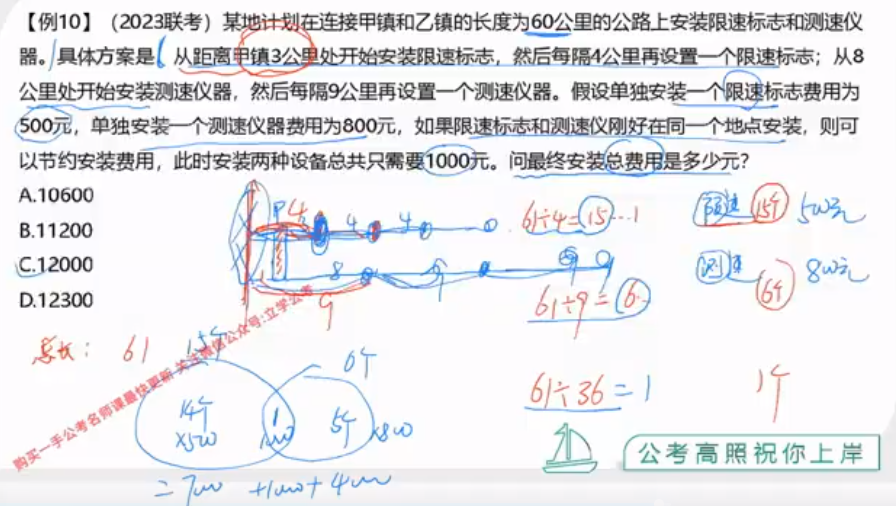 【例10】（2023联考）某地计划在连接甲镇和乙镇的长度为60公里的公路上安装限速标志和测速仪
器。具体方案是：从距离甲镇3公里处开始安装限速标志，然后每隔4公里再设置一个限速标志；从8
公里处开始安装测速仪器，然后每隔9公里再设置一个测速仪器。假设单独安装一个限速标志费用为
500元，单独安装一个测速仪器费用为800元，如果限速标志和测速仪刚好在同一个地点安装，则可
以节约安装费用，此时安装两种设备总共只需要1000元。问最终安装总费用是多少元？
A.10600
B.11200
C.12000
D.12300
4 4 4
61÷4=15...1
限速 15个 500元
8 9
9
61÷9=6...
测速 6个 800元
总长：61
15个
6个
14个
×500
1
1000
5个
×800
61÷36=1
1个
=7000+1000+4000
购买一手公考名师课最快更新 关注微信公众号:立学公考
公考高照祝你上岸